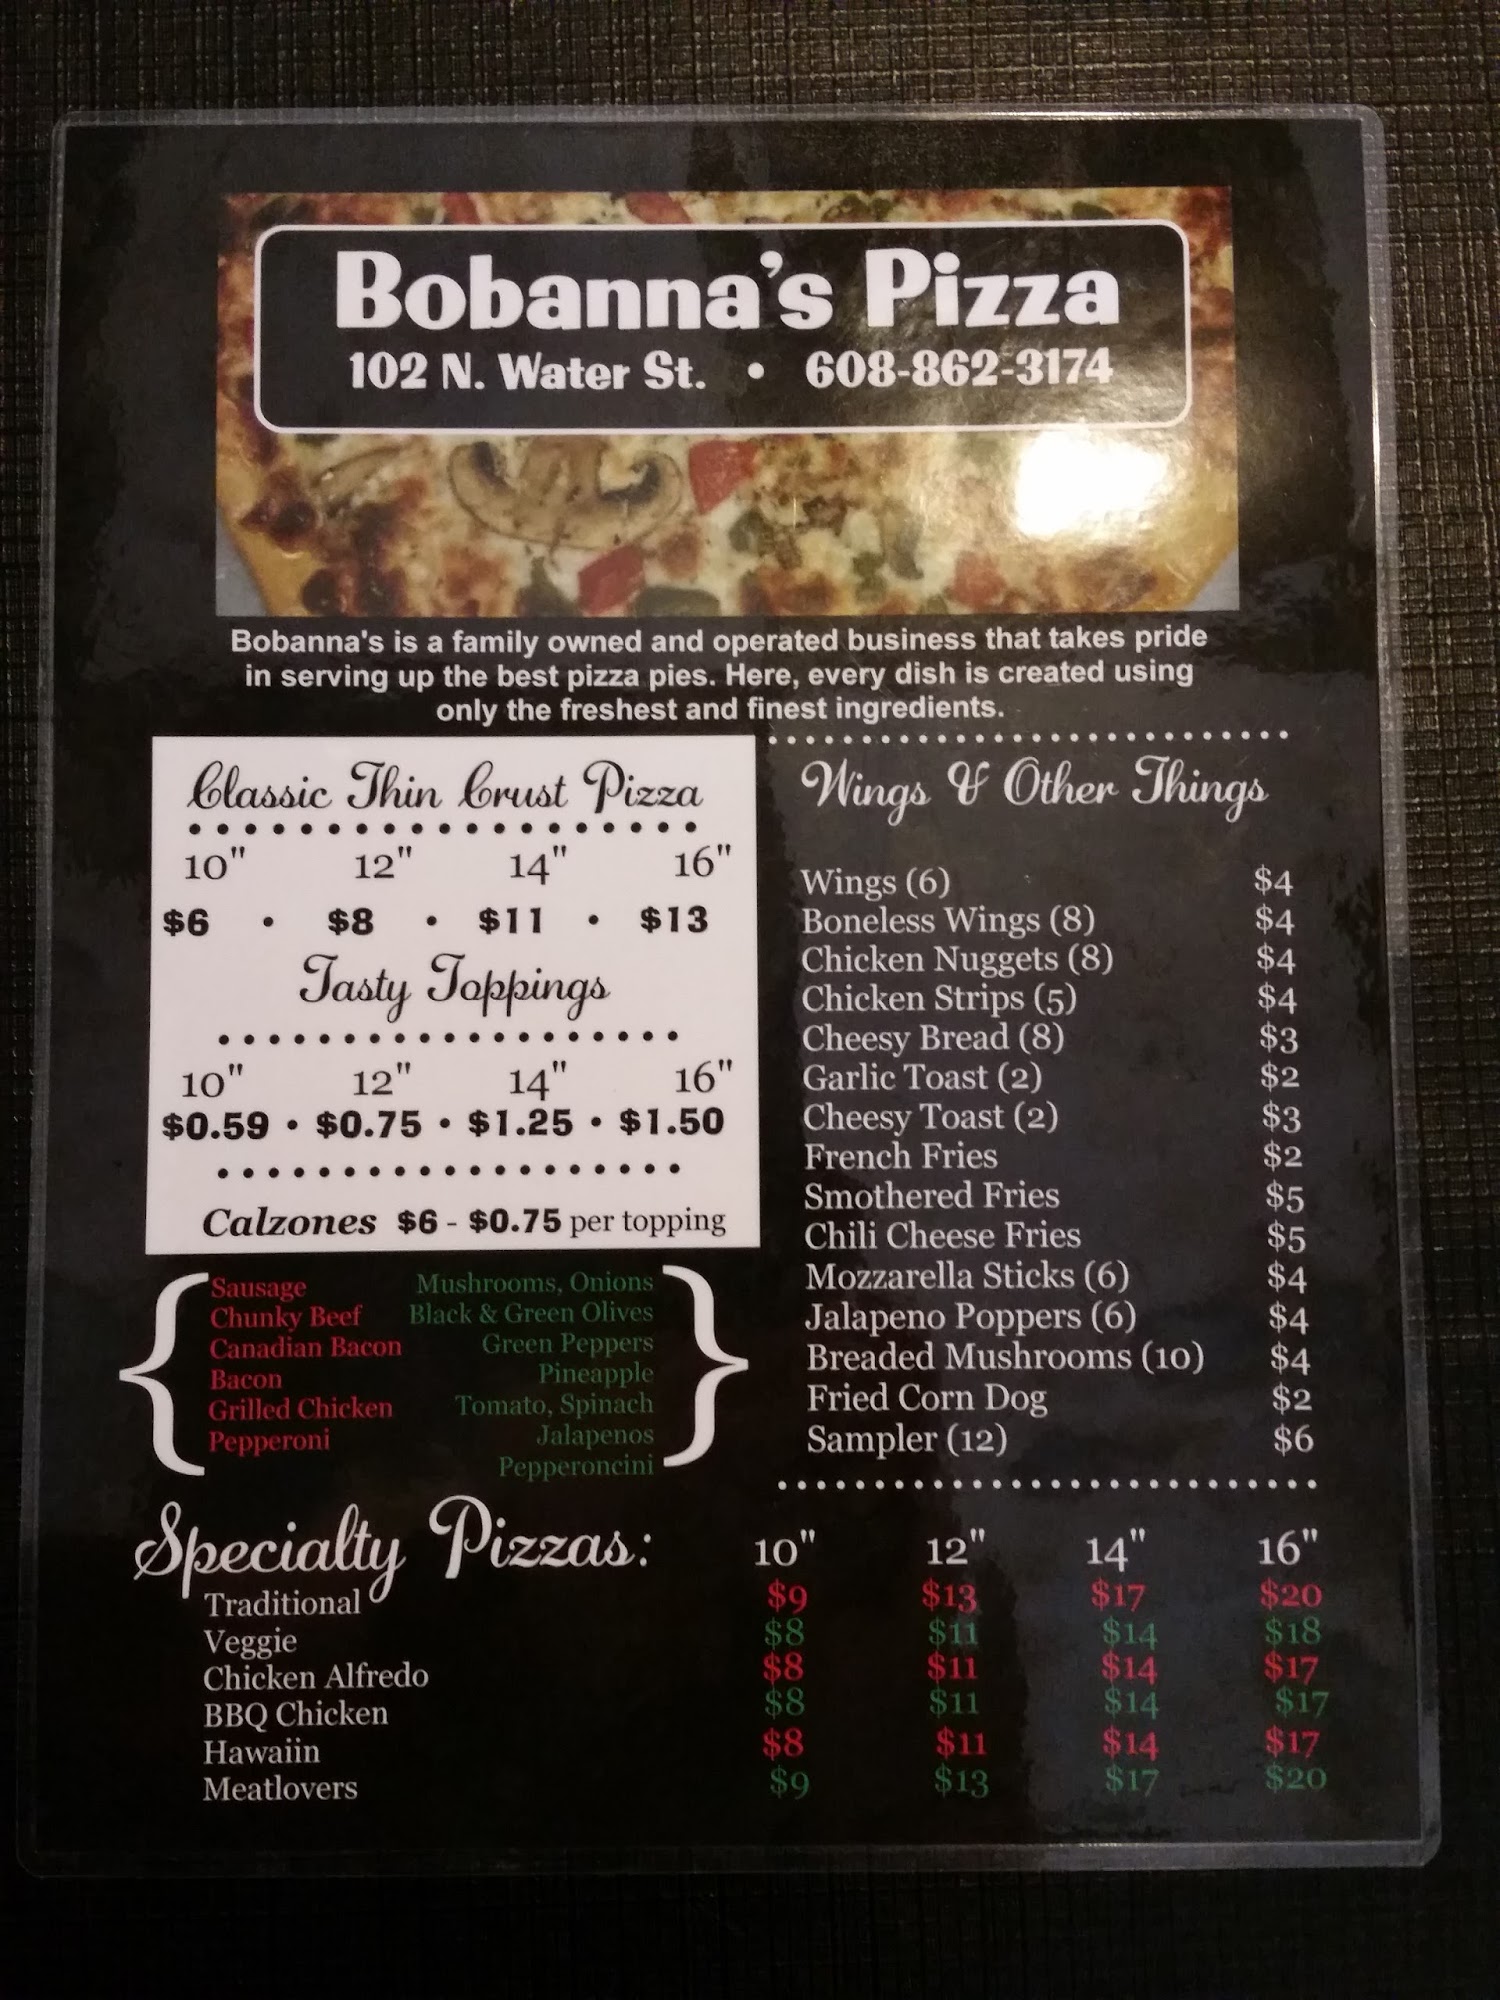 Bobanna's Pizza
102 N. Water St. • 608-862-3174
Bobanna's is a family owned and operated business that takes pride
in serving up the best pizza pies. Here, every dish is created using
only the freshest and finest ingredients.
Classic Thin Crust Pizza
10" 12" 14" 16"
$6 • $8 • $11 • $13
Tasty Toppings
10" 12" 14" 16"
$0.59 • $0.75 • $1.25 • $1.50
Calzones $6 - $0.75 per topping
Sausage
Chunky Beef
Canadian Bacon
Bacon
Grilled Chicken
Pepperoni
Mushrooms, Onions
Black & Green Olives
Green Peppers
Pineapple
Tomato, Spinach
Jalapenos
Pepperoncini
Wings & Other Things
Wings (6) $4
Boneless Wings (8) $4
Chicken Nuggets (8) $4
Chicken Strips (5) $4
Cheesy Bread (8) $3
Garlic Toast (2) $2
Cheesy Toast (2) $3
French Fries $2
Smothered Fries $5
Chili Cheese Fries $5
Mozzarella Sticks (6) $4
Jalapeno Poppers (6) $4
Breaded Mushrooms (10) $4
Fried Corn Dog $2
Sampler (12) $6
Specialty Pizzas: 10" 12" 14" 16"
Traditional $9 $13 $17 $20
Veggie $8 $11 $14 $18
Chicken Alfredo $8 $11 $14 $17
BBQ Chicken $8 $11 $14 $17
Hawaiin $8 $11 $14 $17
Meatlovers $9 $13 $17 $20